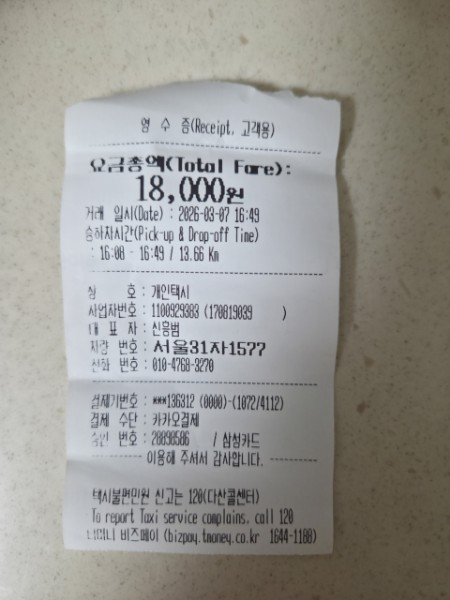 영 수 증(Receipt, 고객용)
요금총액(Total Fare):
18,000원
거래 일시(Date) : 2026-03-07 16:49
승하차시간(Pick-up & Drop-off Time)
: 16:08 - 16:49 / 13.66 Km
상 호 : 개인택시
사업자번호 : 1100929383 (170819039 )
대 표 자 : 신흥범
차량 번호 : 서울31자1577
전화 번호 : 010-4768-3270
결제기번호 : ***136312 (0000)-(1072/4112)
결제 수단 : 카카오결제
승인 번호 : 28898586 / 삼성카드
이용해 주셔서 감사합니다.
택시불편민원 신고는 120(다산콜센터)
To report Taxi service complains, call 120
티머니 비즈페이 (bizpay.tmoney.co.kr 1644-1188)